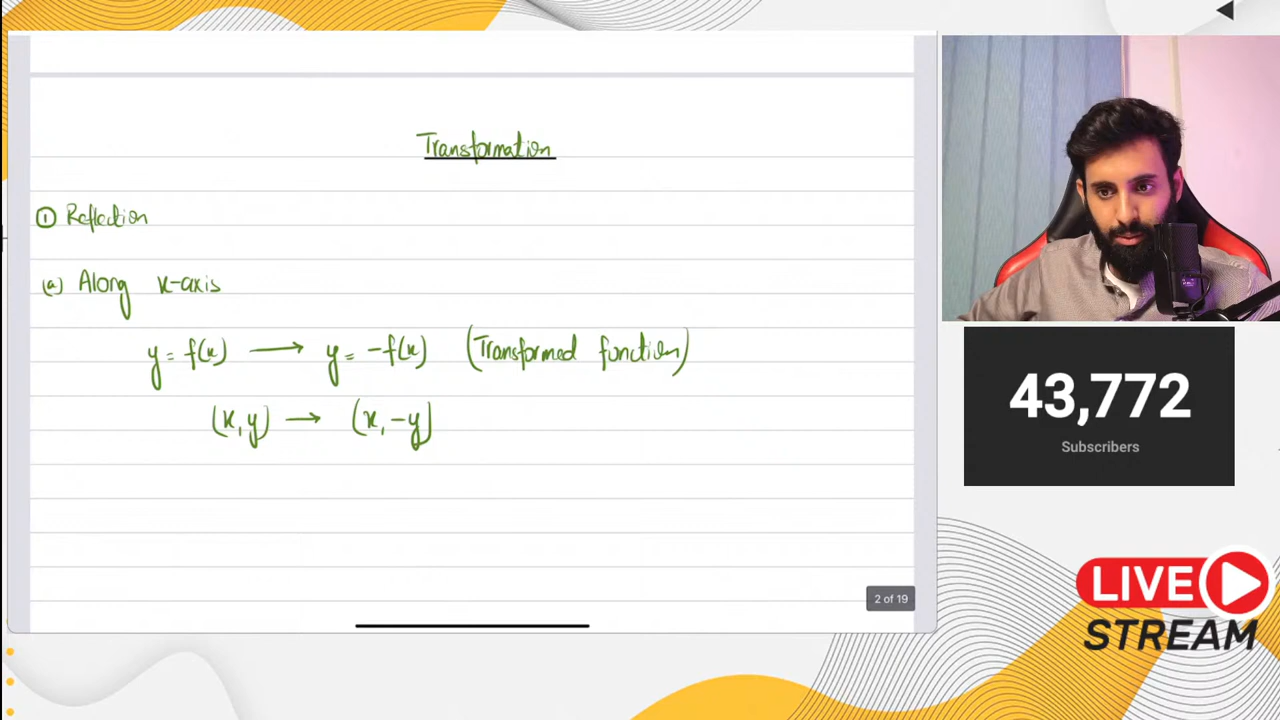 Transformation
① Reflection
(a) Along x-axis
y = f(x) → y = -f(x) (Transformed function)
(x, y) → (x, -y)
2 of 19
43,772
Subscribers
LIVE
STREAM